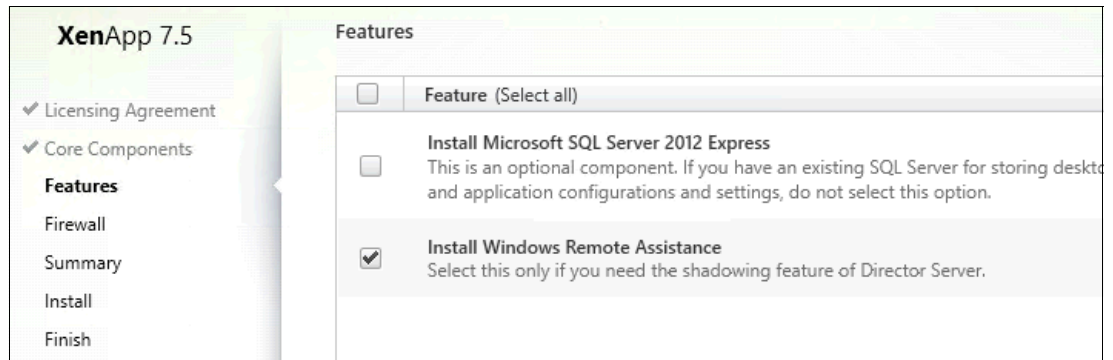 XenApp 7.5
Licensing Agreement
Core Components
Features
Firewall
Summary
Install
Finish
Features
Feature (Select all)
Install Microsoft SQL Server 2012 Express
This is an optional component. If you have an existing SQL Server for storing deskto
and application configurations and settings, do not select this option.
Install Windows Remote Assistance
Select this only if you need the shadowing feature of Director Server.